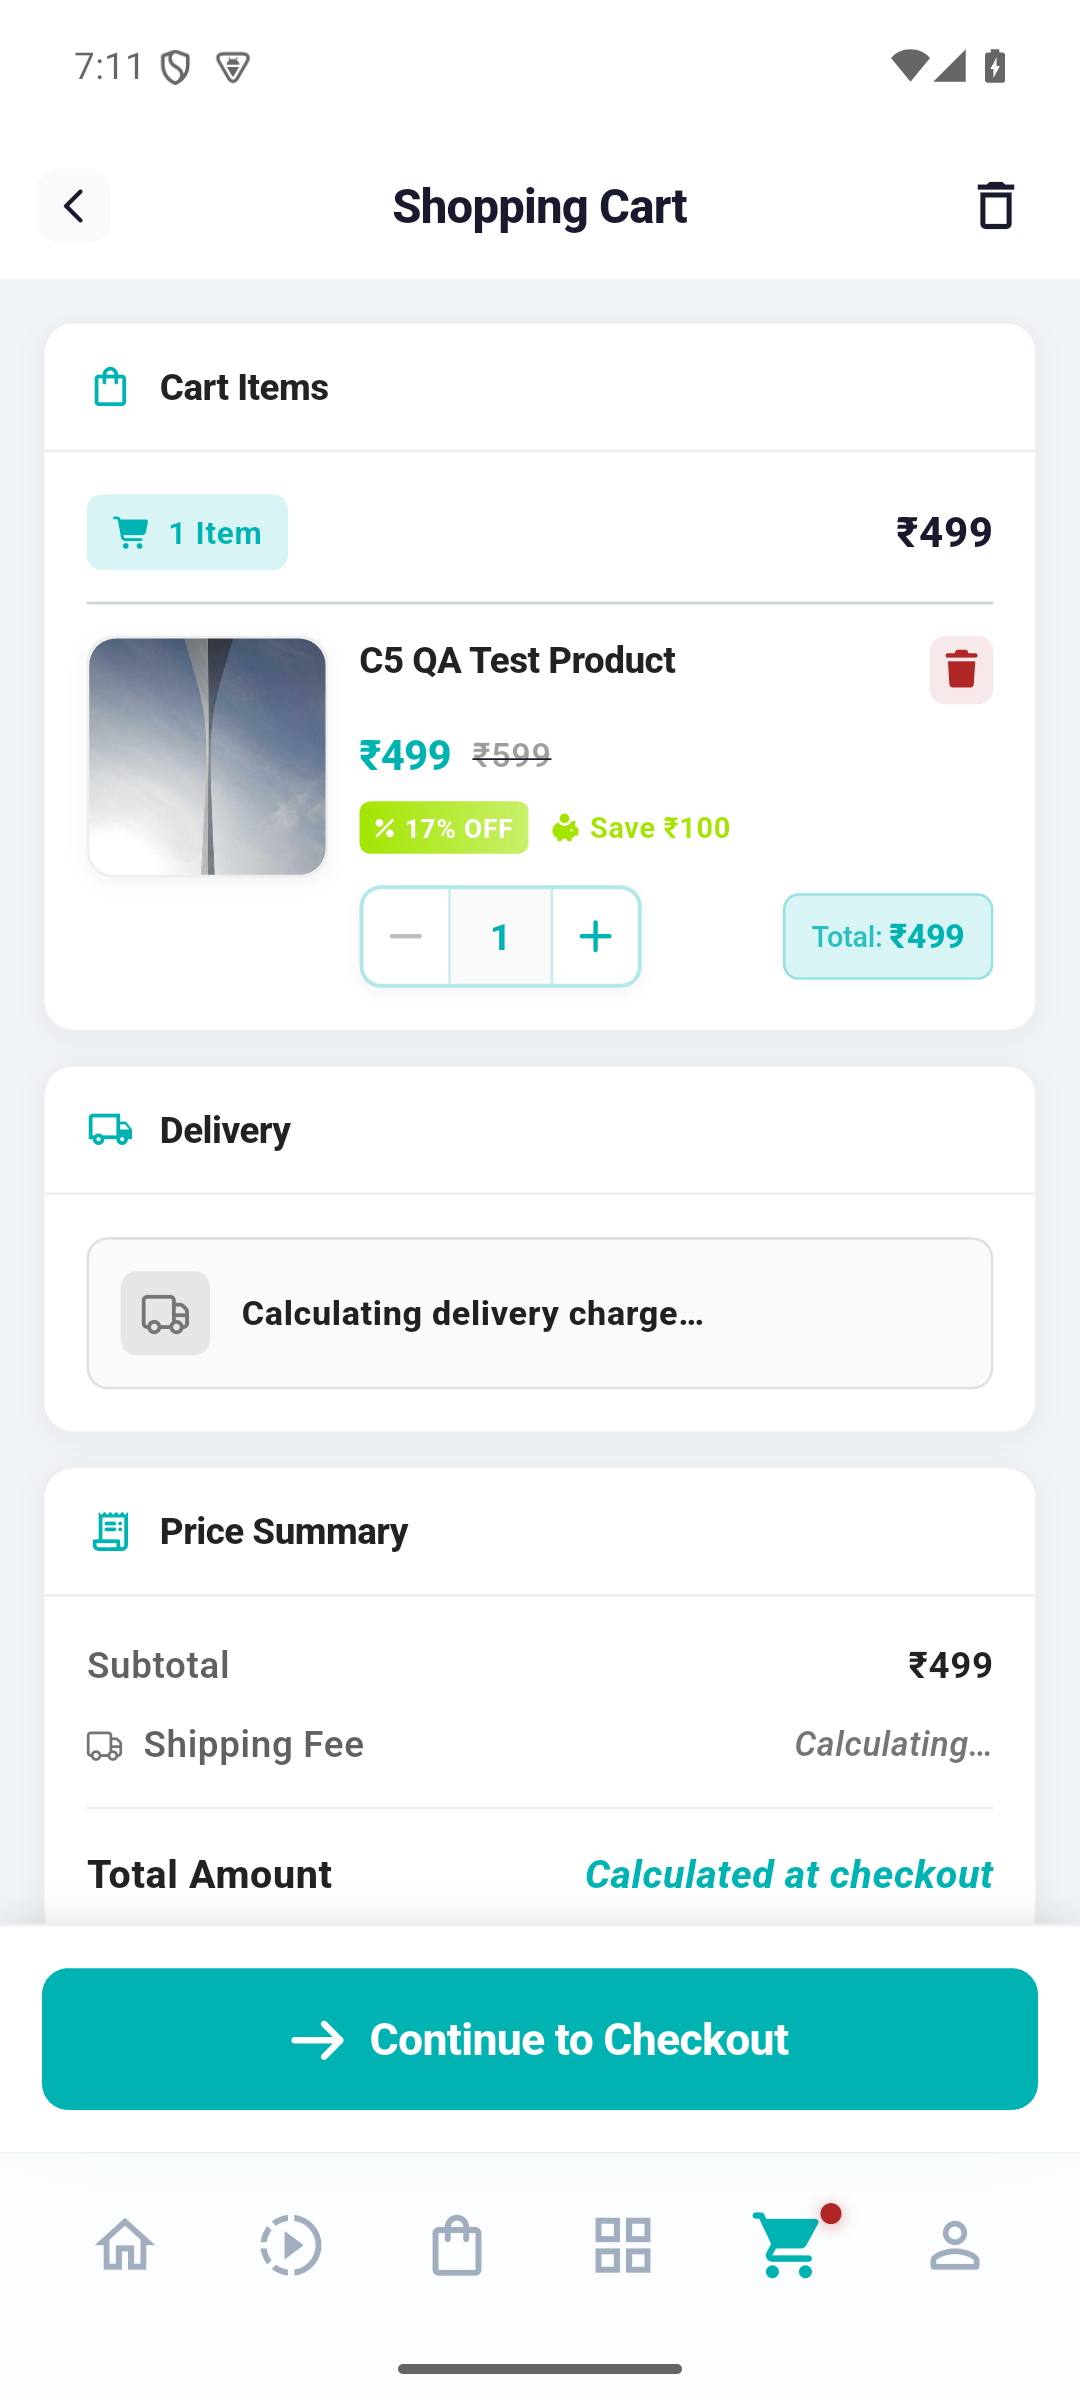 7:11
Shopping Cart
Cart Items
1 Item
₹499
C5 QA Test Product
₹499 ₹599
% 17% OFF Save ₹100
1
Total: ₹499
Delivery
Calculating delivery charge...
Price Summary
Subtotal ₹499
Shipping Fee Calculating...
Total Amount Calculated at checkout
Continue to Checkout